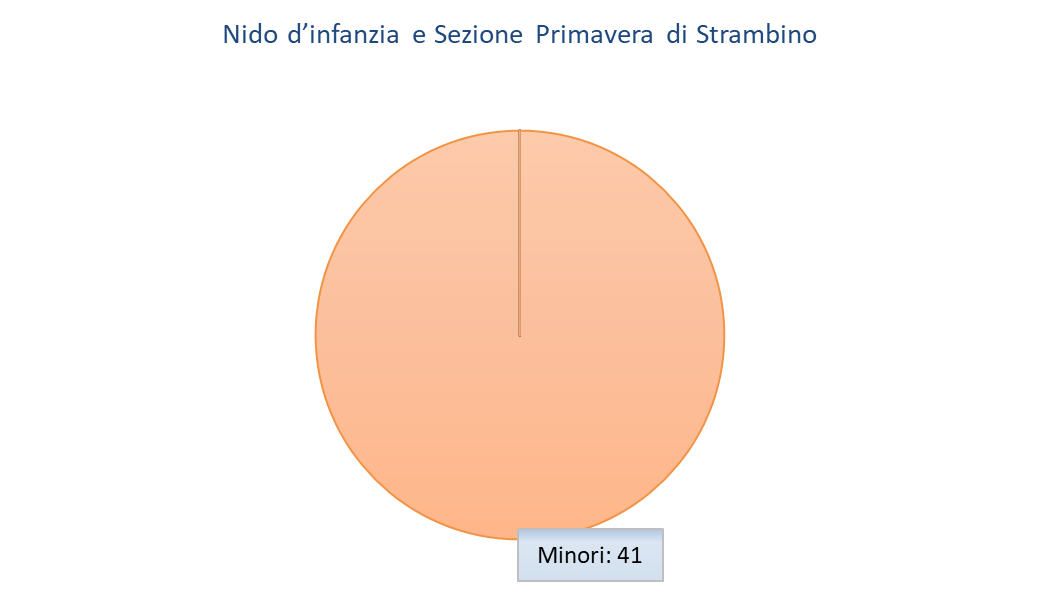 Nido d’infanzia e Sezione Primavera di Strambino
Minori: 41